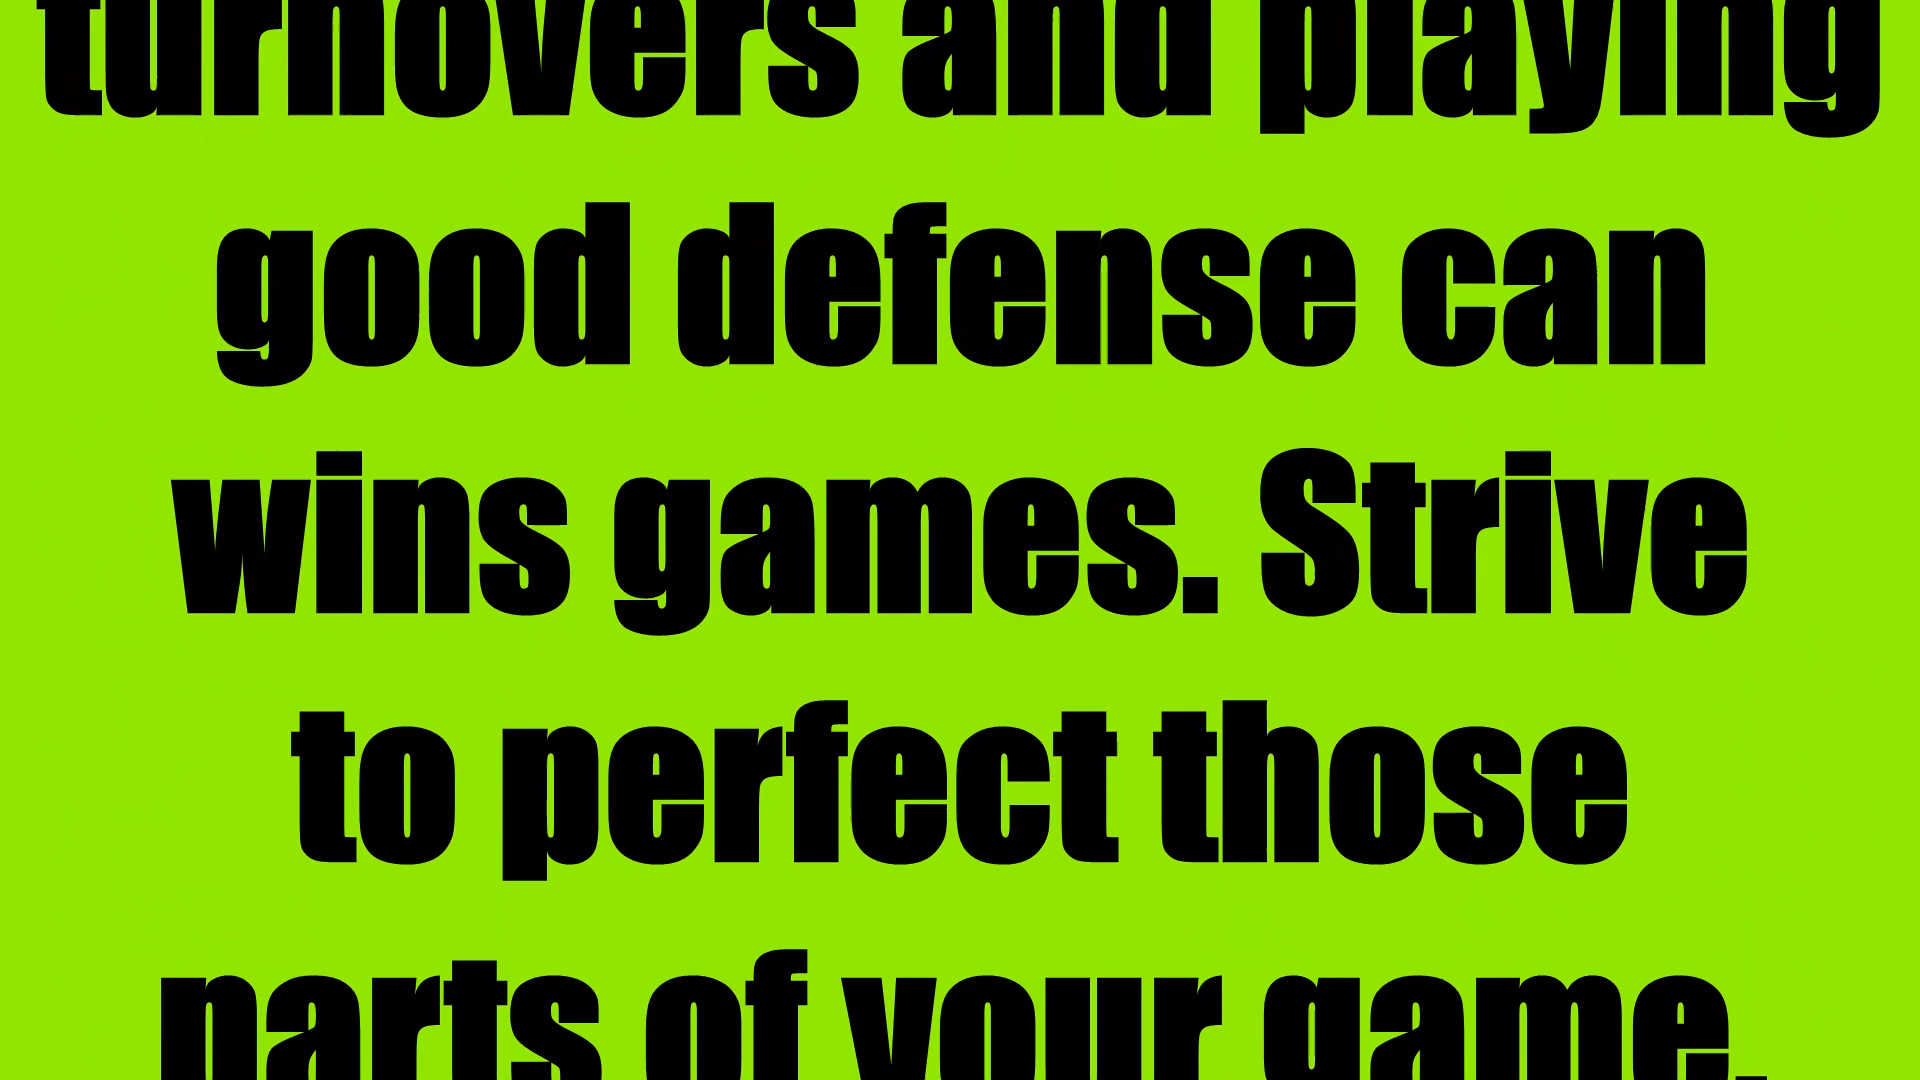 turnovers and playing
good defense can
wins games. Strive
to perfect those
parts of your game.